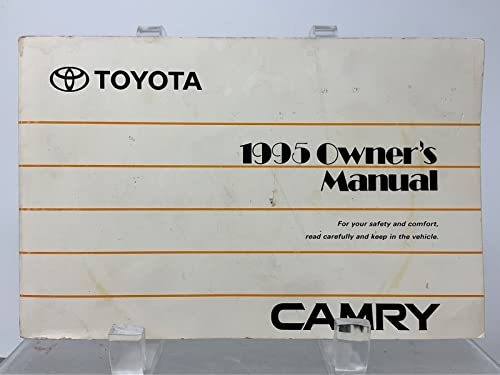 TOYOTA
1995 Owner's
Manual
For your safety and comfort,
read carefully and keep in the vehicle.
CAMRY